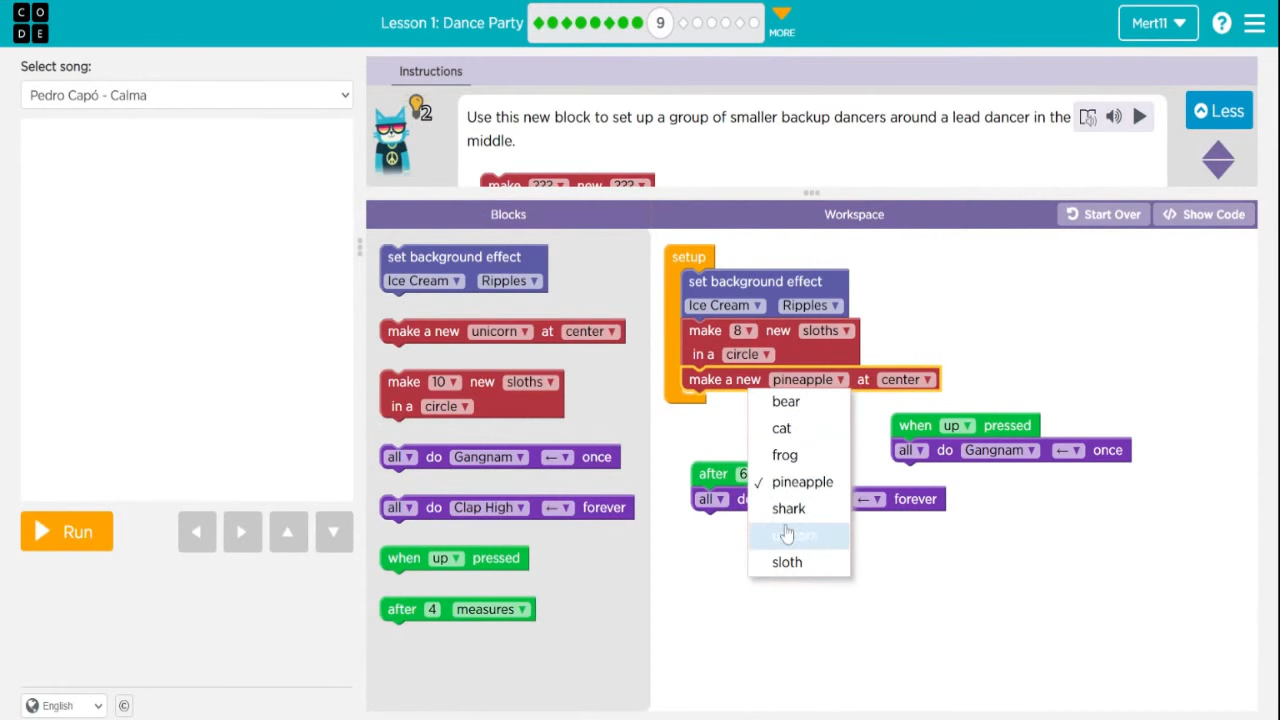 C O
D E
Lesson 1: Dance Party
9
MORE
Mert11
?
Select song:
Pedro Capó - Calma
Instructions
2
Use this new block to set up a group of smaller backup dancers around a lead dancer in the
middle.
make ??? new ???
Less
Blocks
Workspace
Start Over
</> Show Code
set background effect
Ice Cream Ripples
make a new unicorn at center
make 10 new sloths
in a circle
all do Gangnam ← once
all do Clap High ← forever
when up pressed
after 4 measures
setup
set background effect
Ice Cream Ripples
make 8 new sloths
in a circle
make a new pineapple at center
bear
cat
frog
✓ pineapple
shark
sloth
when up pressed
all do Gangnam ← once
after 6
all do
← forever
Run
English
©